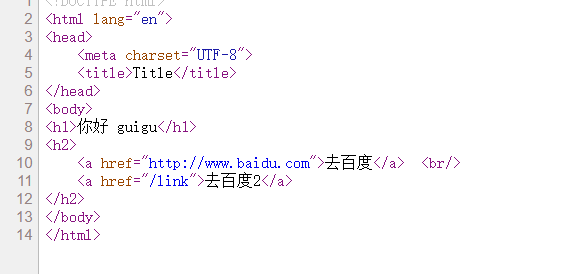 1 <!DOCTYPE html>
2 <html lang="en">
3 <head>
4     <meta charset="UTF-8">
5     <title>Title</title>
6 </head>
7 <body>
8 <h1>你好 guigu</h1>
9 <h2>
10     <a href="http://www.baidu.com">去百度</a>  <br/>
11     <a href="/link">去百度2</a>
12 </h2>
13 </body>
14 </html>